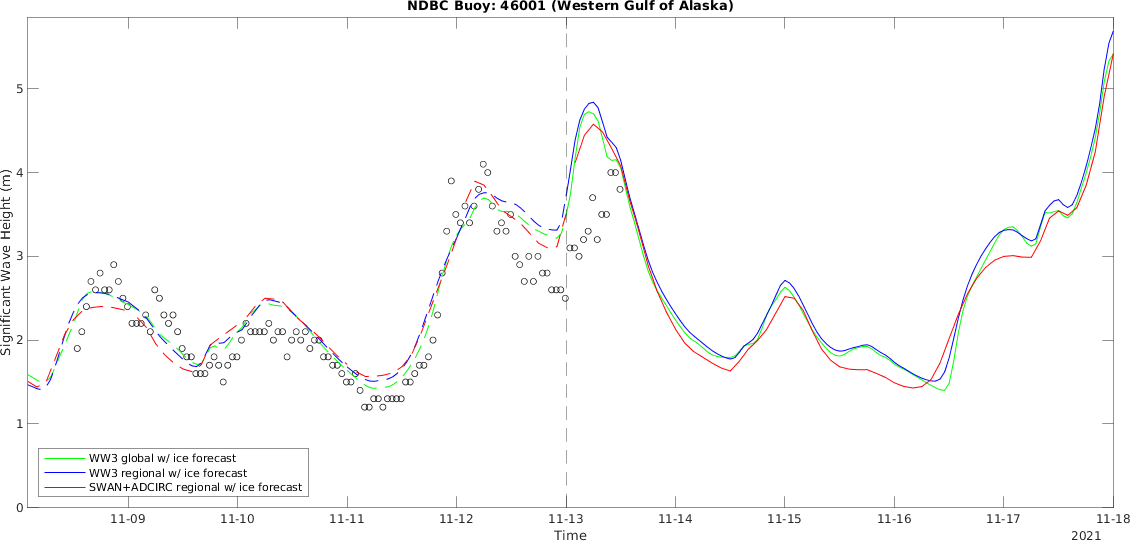 NDBC Buoy: 46001 (Western Gulf of Alaska)
Significant Wave Height (m)
5
4
3
2
1
0
WW3 global w/ ice forecast
WW3 regional w/ ice forecast
SWAN+ADCIRC regional w/ ice forecast
11-09 11-10 11-11 11-12 11-13 11-14 11-15 11-16 11-17 11-18
Time
2021